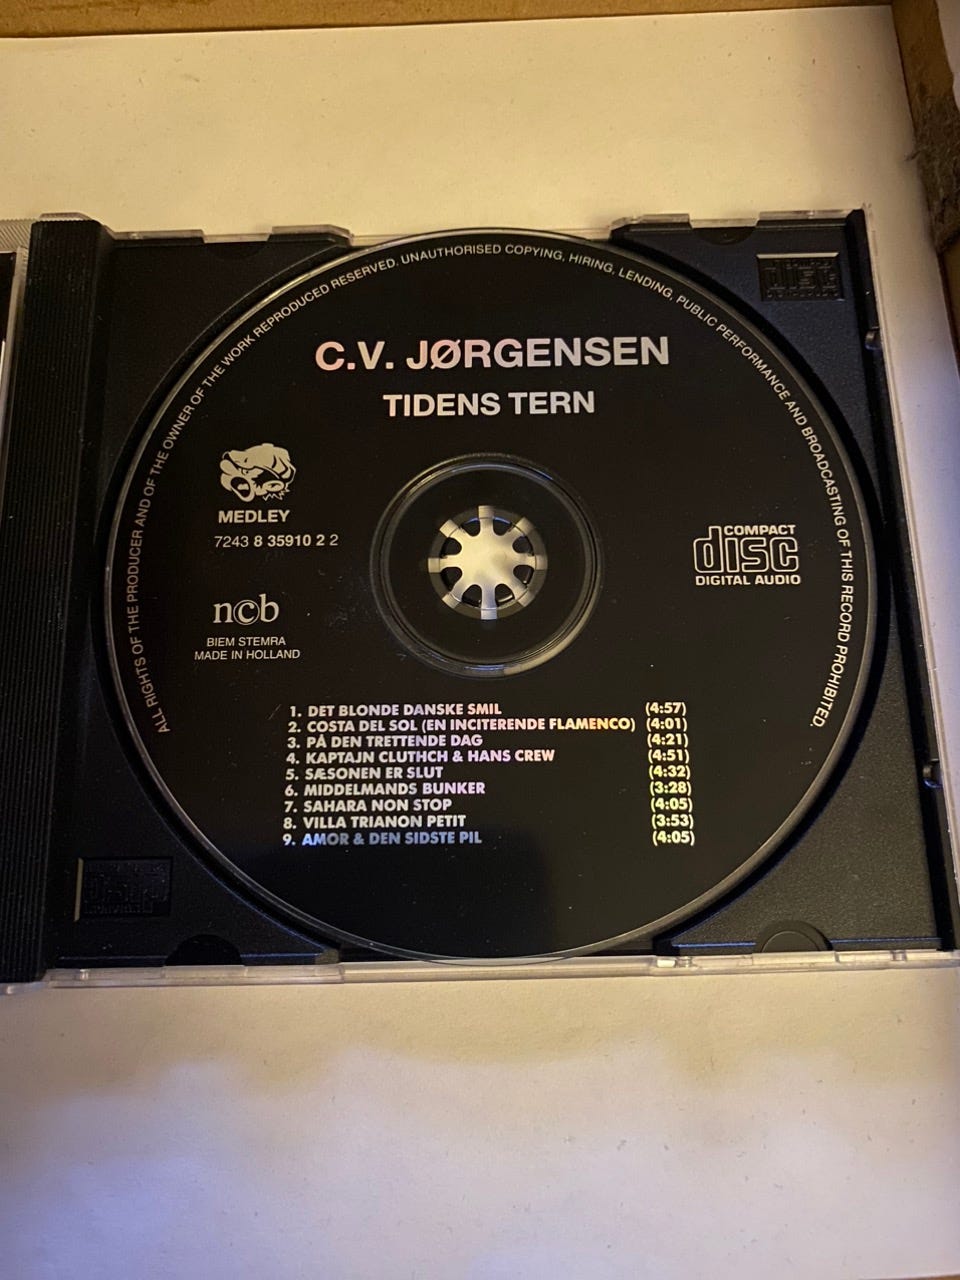 ALL RIGHTS OF THE PRODUCER AND OF THE OWNER OF THE WORK REPRODUCED RESERVED. UNAUTHORISED COPYING, HIRING, LENDING, PUBLIC PERFORMANCE AND BROADCASTING OF THIS RECORD PROHIBITED.
C.V. JØRGENSEN
TIDENS TERN
MEDLEY
7243 8 35910 2 2
COMPACT
disc
DIGITAL AUDIO
ncb
BIEM STEMRA
MADE IN HOLLAND
1. DET BLONDE DANSKE SMIL (4:57)
2. COSTA DEL SOL (EN INCITERENDE FLAMENCO) (4:01)
3. PÅ DEN TRETTENDE DAG (4:21)
4. KAPTAJN CLUTHCH & HANS CREW (4:51)
5. SÆSONEN ER SLUT (4:32)
6. MIDDELMANDS BUNKER (3:28)
7. SAHARA NON STOP (4:05)
8. VILLA TRIANON PETIT (3:53)
9. AMOR & DEN SIDSTE PIL (4:05)
disc